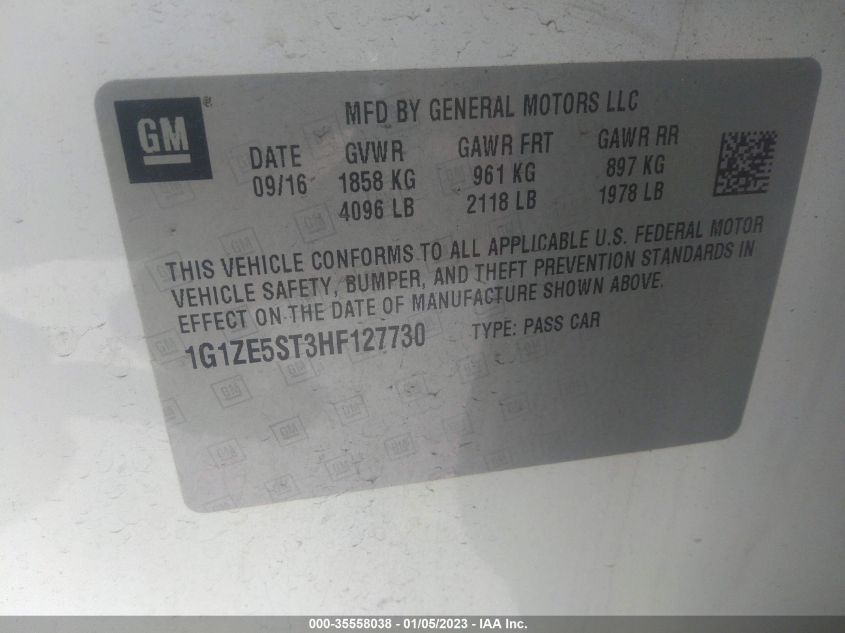 GM
®
MFD BY GENERAL MOTORS LLC
DATE GVWR GAWR FRT GAWR RR
09/16 1858 KG 961 KG 897 KG
4096 LB 2118 LB 1978 LB
THIS VEHICLE CONFORMS TO ALL APPLICABLE U.S. FEDERAL MOTOR
VEHICLE SAFETY, BUMPER, AND THEFT PREVENTION STANDARDS IN
EFFECT ON THE DATE OF MANUFACTURE SHOWN ABOVE.
1G1ZE5ST3HF127730 TYPE: PASS CAR
000-35558038 - 01/05/2023 - IAA Inc.